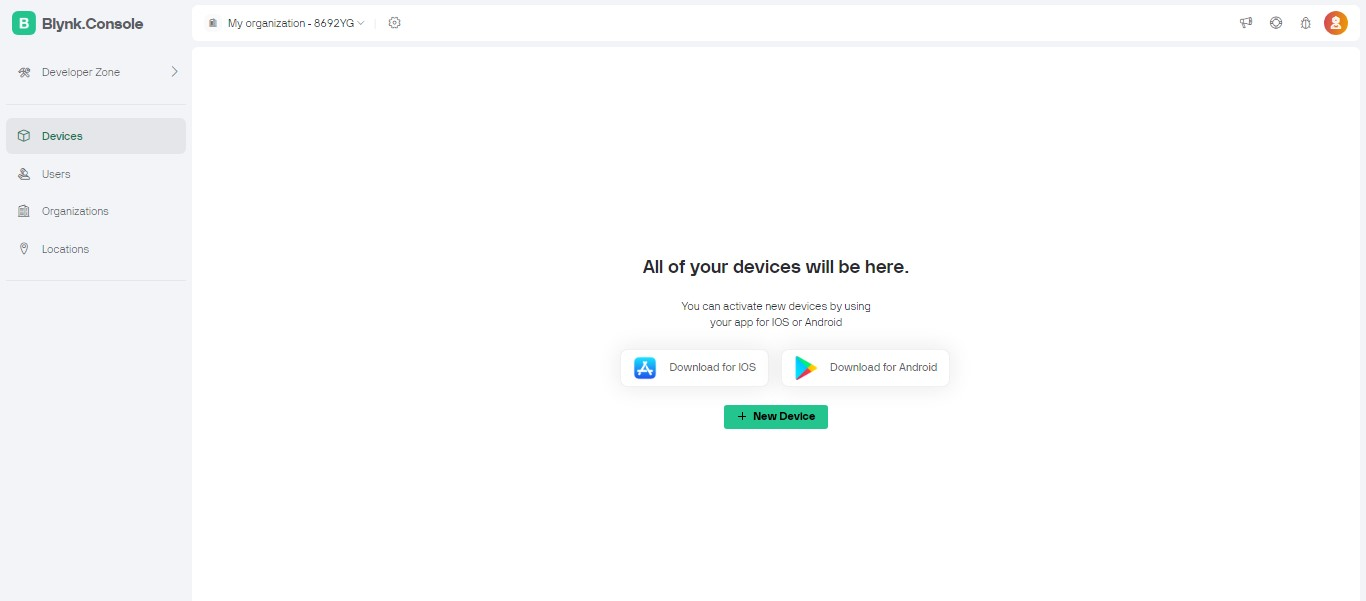 B Blynk.Console
My organization - 8692YG
Developer Zone
Devices
Users
Organizations
Locations
All of your devices will be here.
You can activate new devices by using
your app for IOS or Android
Download for IOS
Download for Android
+ New Device